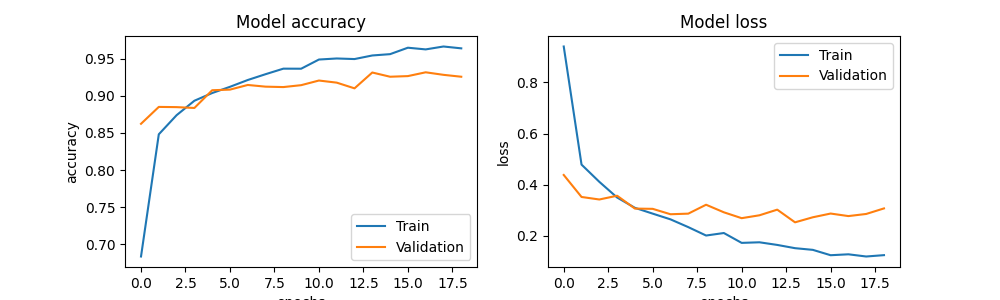 Model accuracy
accuracy
0.95
0.90
0.85
0.80
0.75
0.70
0.0 2.5 5.0 7.5 10.0 12.5 15.0 17.5
Train
Validation
epochs
Model loss
loss
0.8
0.6
0.4
0.2
0.0 2.5 5.0 7.5 10.0 12.5 15.0 17.5
Train
Validation
epochs